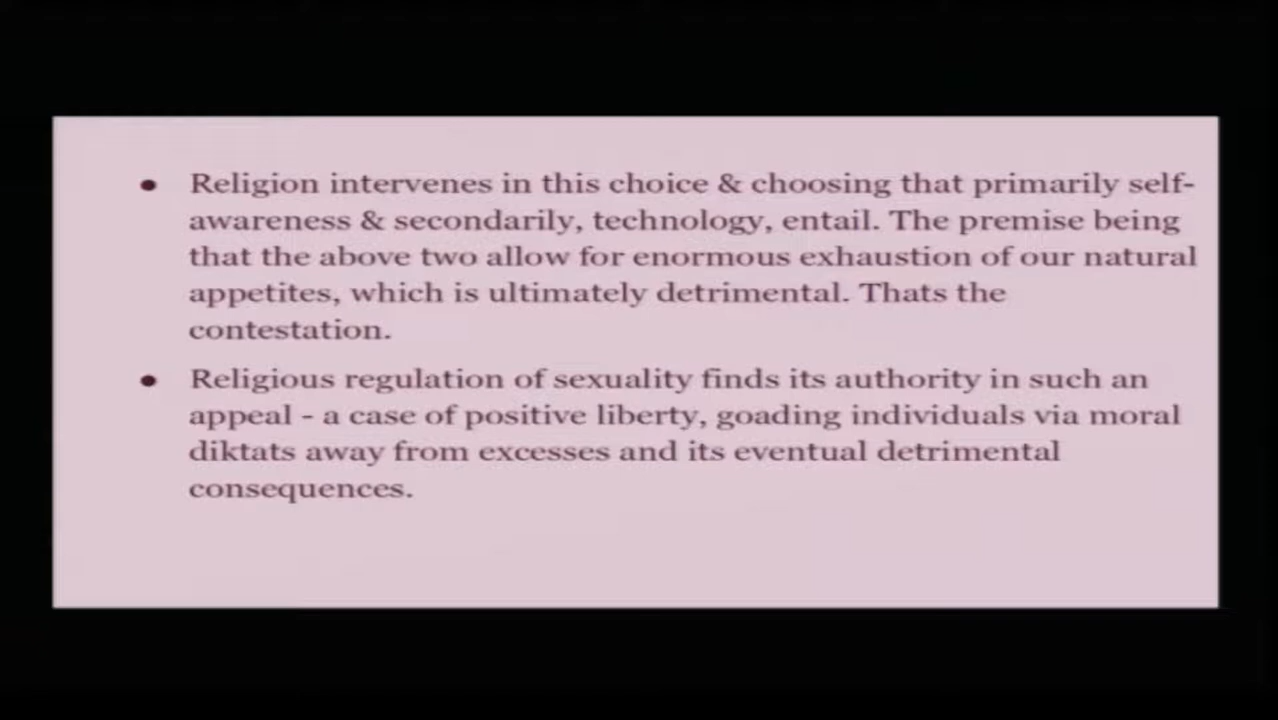 • Religion intervenes in this choice & choosing that primarily self-
awareness & secondarily, technology, entail. The premise being
that the above two allow for enormous exhaustion of our natural
appetites, which is ultimately detrimental. Thats the
contestation.
• Religious regulation of sexuality finds its authority in such an
appeal - a case of positive liberty, goading individuals via moral
diktats away from excesses and its eventual detrimental
consequences.